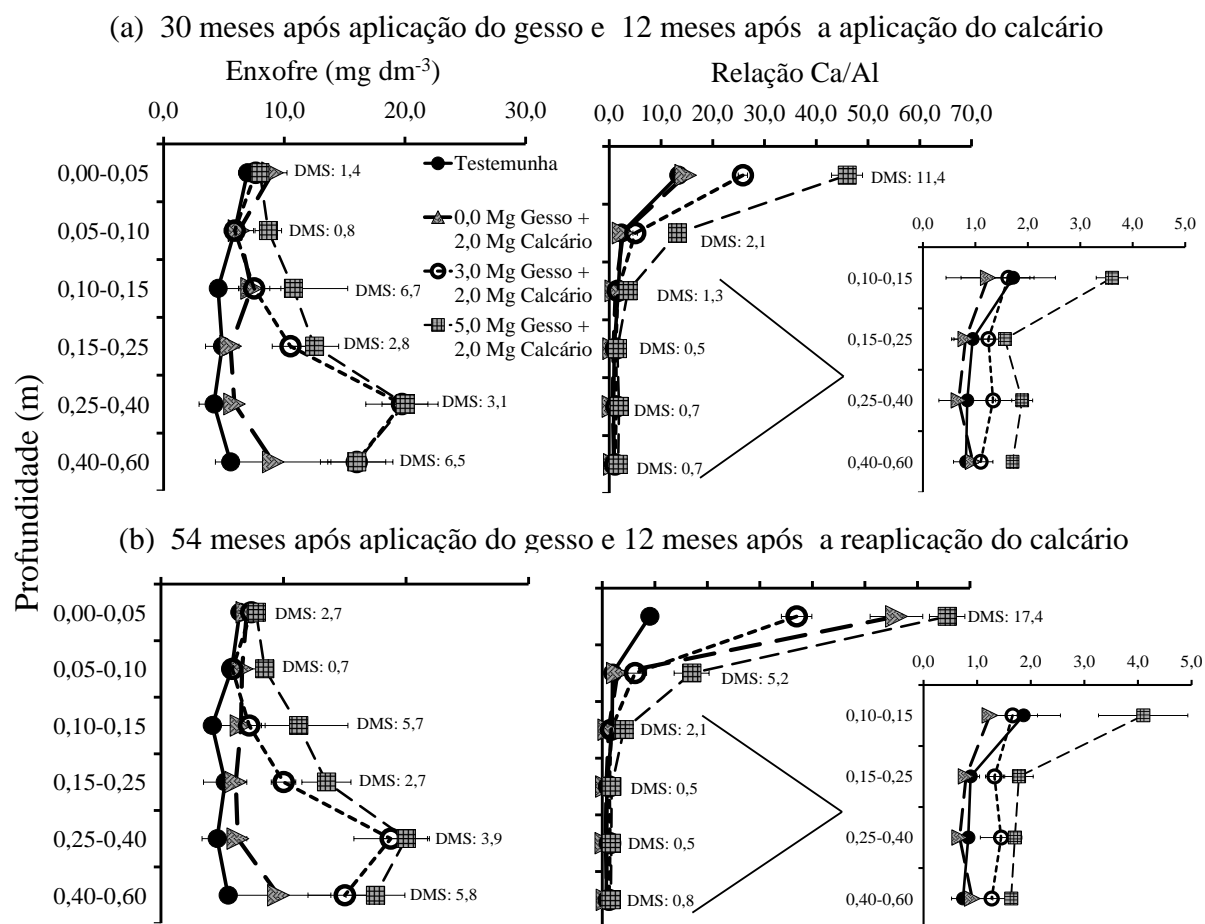 (a) 30 meses após aplicação do gesso e 12 meses após a aplicação do calcário
Enxofre (mg dm-3)
Relação Ca/Al
0,0 10,0 20,0 30,0
0,0 10,0 20,0 30,0 40,0 50,0 60,0 70,0
Profundidade (m)
0,00-0,05
0,05-0,10
0,10-0,15
0,15-0,25
0,25-0,40
0,40-0,60
DMS: 1,4
DMS: 0,8
DMS: 6,7
DMS: 2,8
DMS: 3,1
DMS: 6,5
Testemunha
0,0 Mg Gesso +
2,0 Mg Calcário
3,0 Mg Gesso +
2,0 Mg Calcário
5,0 Mg Gesso +
2,0 Mg Calcário
DMS: 11,4
DMS: 2,1
DMS: 1,3
DMS: 0,5
DMS: 0,7
DMS: 0,7
0,0 1,0 2,0 3,0 4,0 5,0
0,10-0,15
0,15-0,25
0,25-0,40
0,40-0,60
(b) 54 meses após aplicação do gesso e 12 meses após a reaplicação do calcário
0,00-0,05
0,05-0,10
0,10-0,15
0,15-0,25
0,25-0,40
0,40-0,60
DMS: 2,7
DMS: 0,7
DMS: 5,7
DMS: 2,7
DMS: 3,9
DMS: 5,8
DMS: 17,4
DMS: 5,2
DMS: 2,1
DMS: 0,5
DMS: 0,5
DMS: 0,8
0,0 1,0 2,0 3,0 4,0 5,0
0,10-0,15
0,15-0,25
0,25-0,40
0,40-0,60